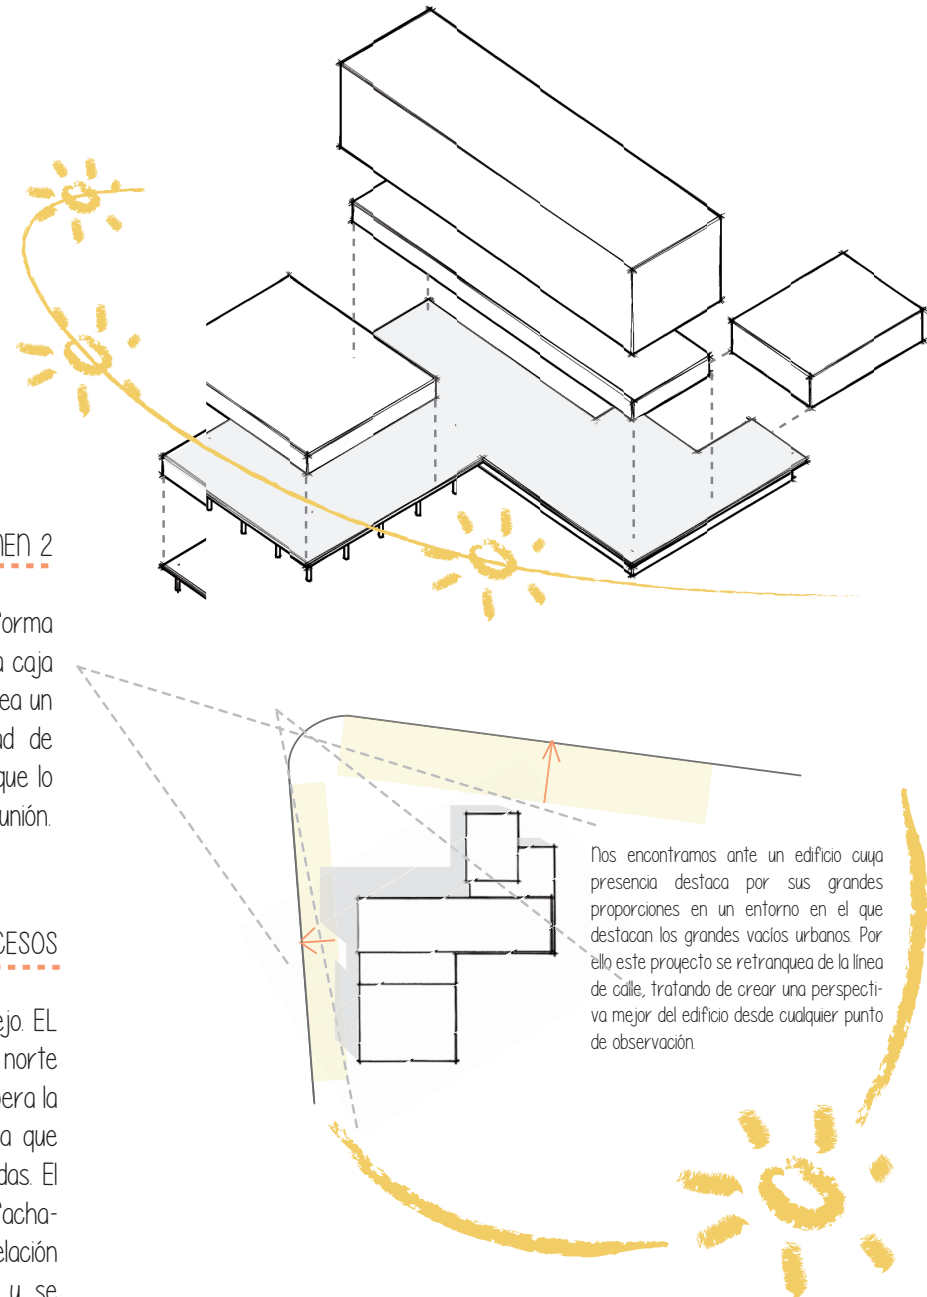 MEN 2
forma
a caja
ea un
ad de
que lo
unión.
CESOS
ejo. EL
norte
pera la
a que
das. El
facha-
elación
y se
Nos encontramos ante un edificio cuya
presencia destaca por sus grandes
proporciones en un entorno en el que
destacan los grandes vacíos urbanos. Por
ello este proyecto se retranquea de la línea
de calle, tratando de crear una perspecti-
va mejor del edificio desde cualquier punto
de observación.